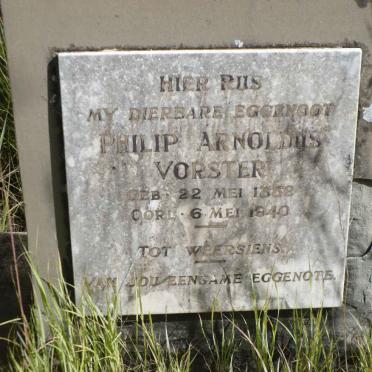 HIER RUS
MY DIERBARE EGGENOOT
PHILIP ARNOLDUS
VORSTER
GEB. 22 MEI
OORL. 6 MEI 1940
TOT WEERSIENS
VAN JOU EENSAME EGGENOTE.